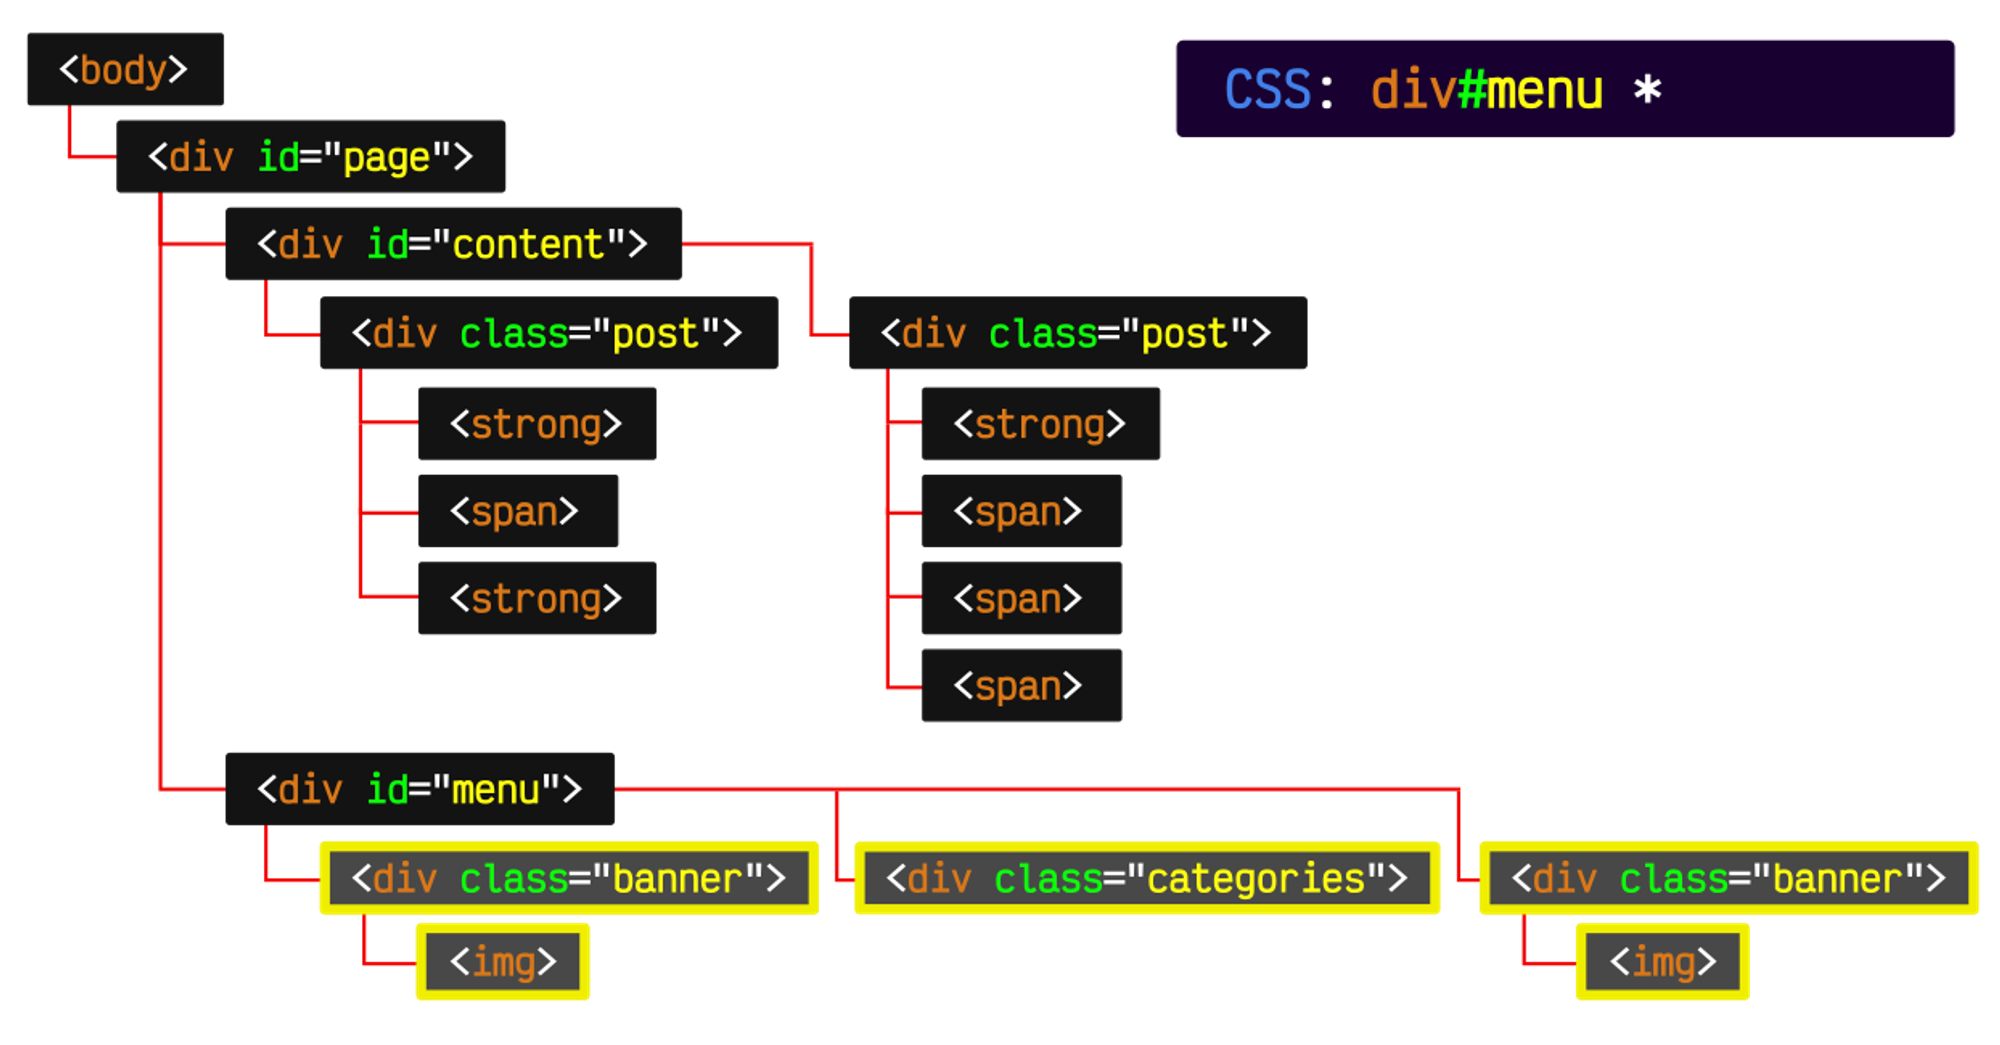 <body>
CSS: div#menu *
<div id="page">
<div id="content">
<div class="post"> <div class="post">
<strong> <strong>
<span> <span>
<strong> <span>
<span>
<div id="menu">
<div class="banner"> <div class="categories"> <div class="banner">
<img> <img>